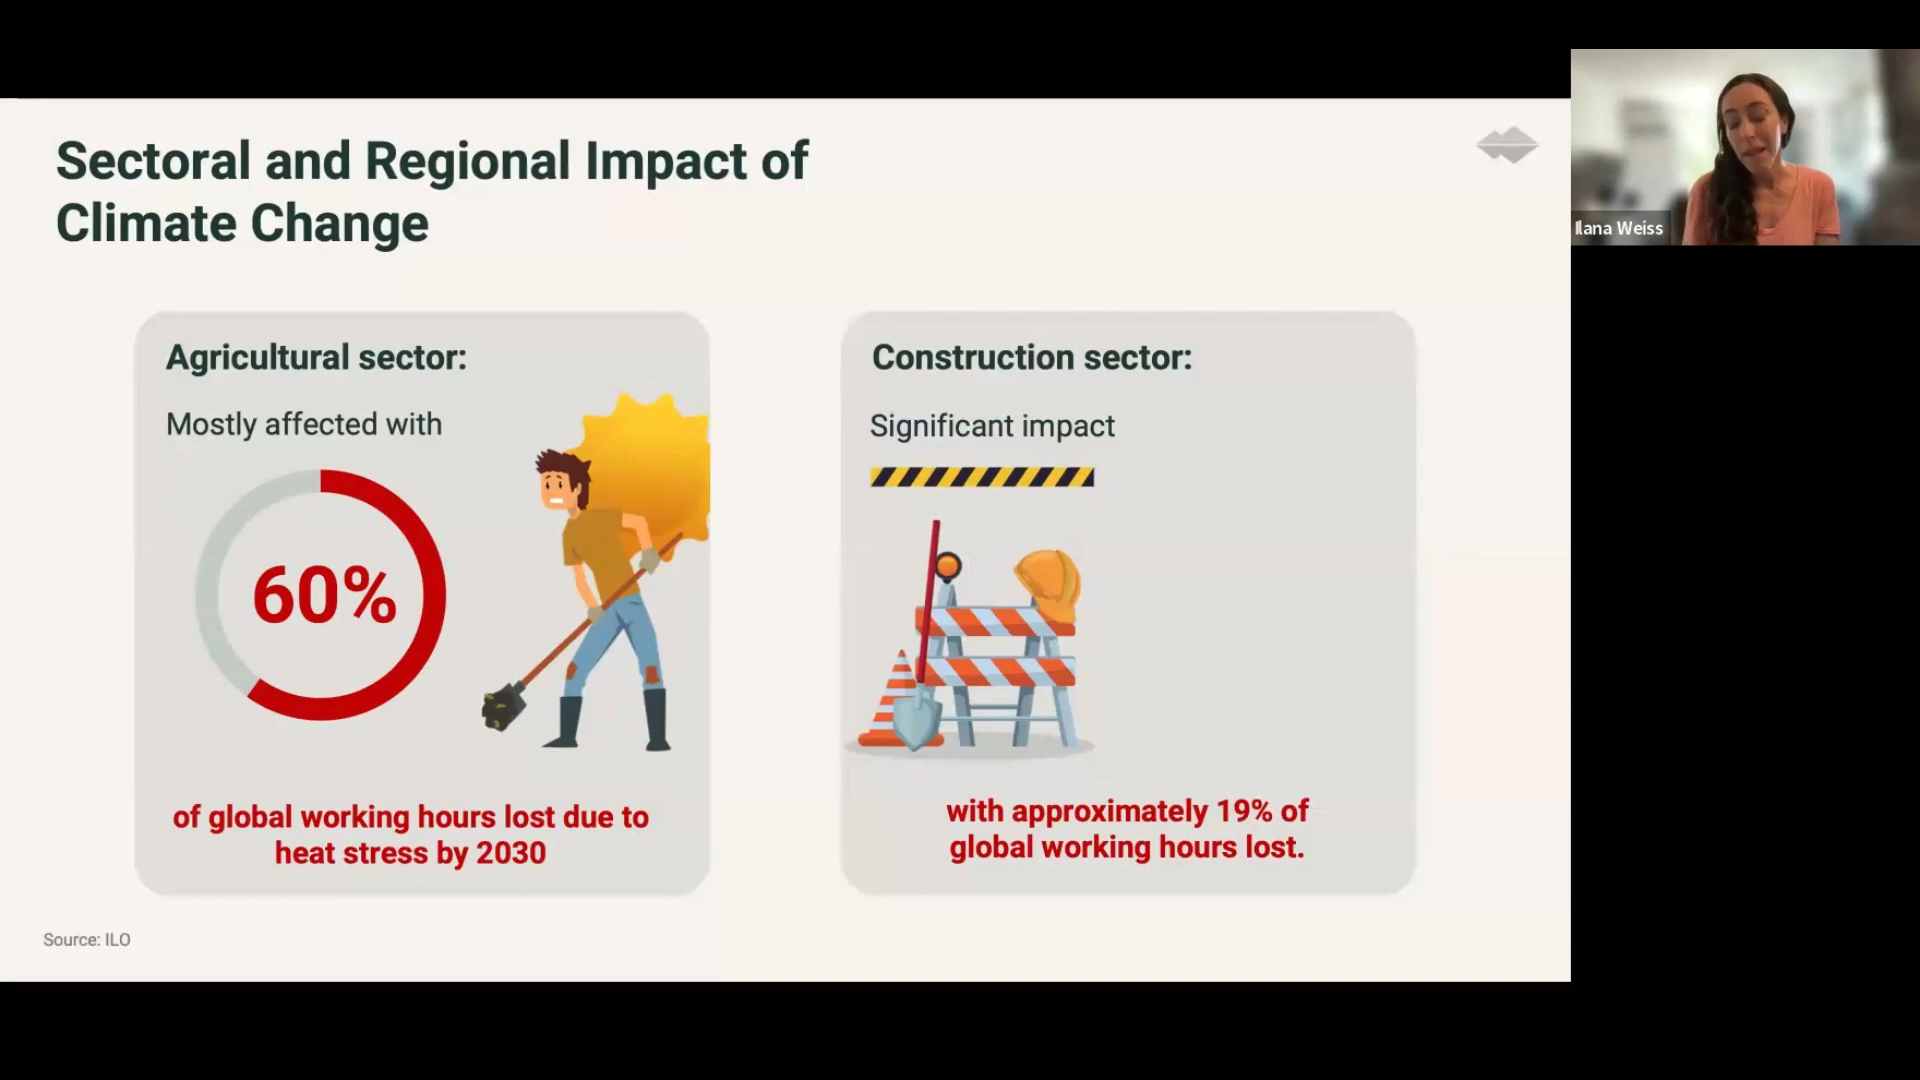 Sectoral and Regional Impact of
Climate Change
Agricultural sector:
Mostly affected with
60%
of global working hours lost due to
heat stress by 2030
Construction sector:
Significant impact
with approximately 19% of
global working hours lost.
Source: ILO
Ilana Weiss